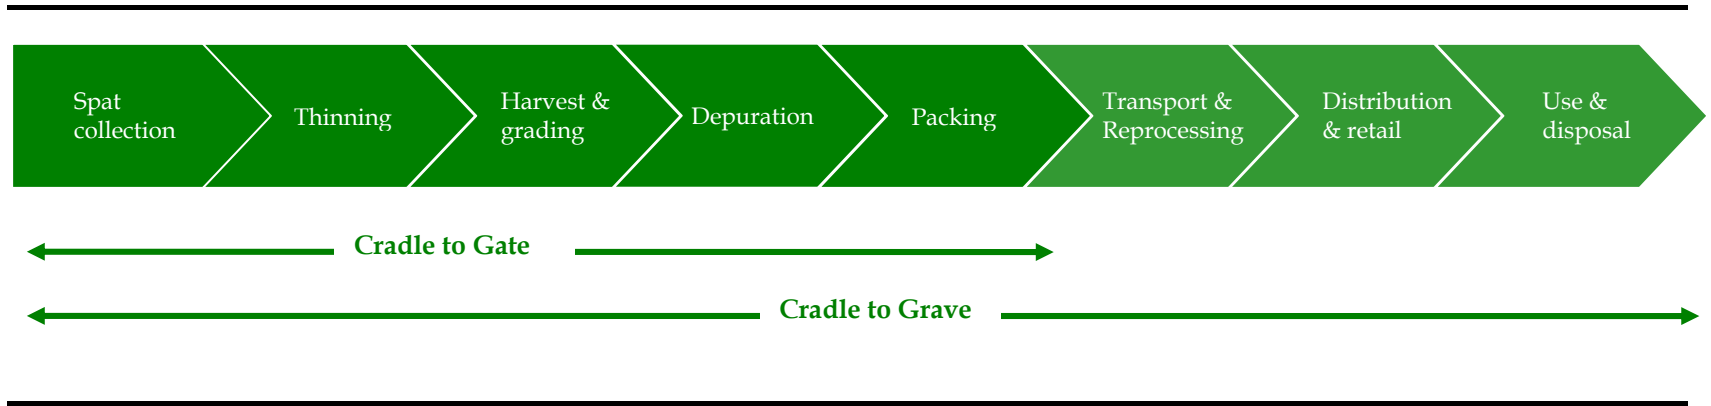 Spat
collection
Thinning
Harvest &
grading
Depuration
Packing
Transport &
Reprocessing
Distribution
& retail
Use &
disposal
Cradle to Gate
Cradle to Grave